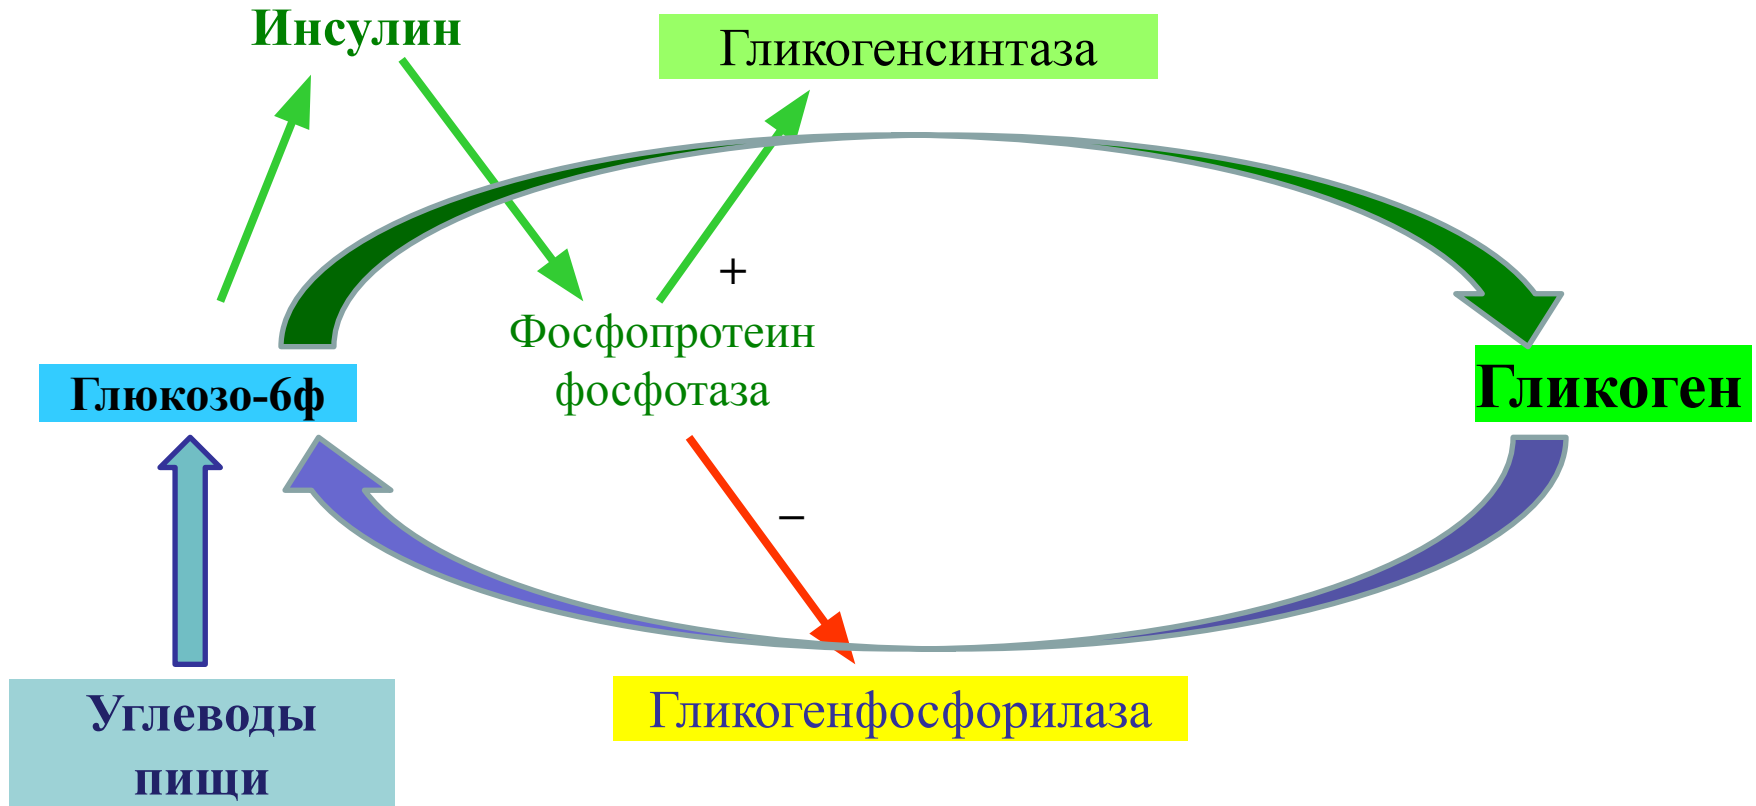 Инсулин
Гликогенсинтаза
+
Фосфопротеин
фосфотаза
Глюкозо-6ф
Гликоген
–
Углеводы
пищи
Гликогенфосфорилаза